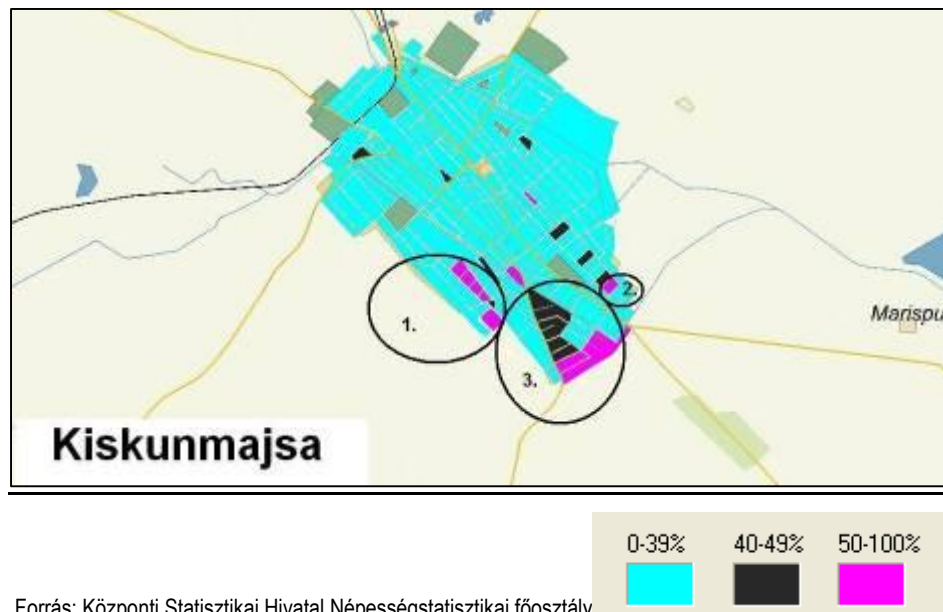 Marispu
2.
1.
3.
Kiskunmajsa
0-39% 40-49% 50-100%
Forrás: Központi Statisztikai Hivatal Népességstatisztikai főosztály